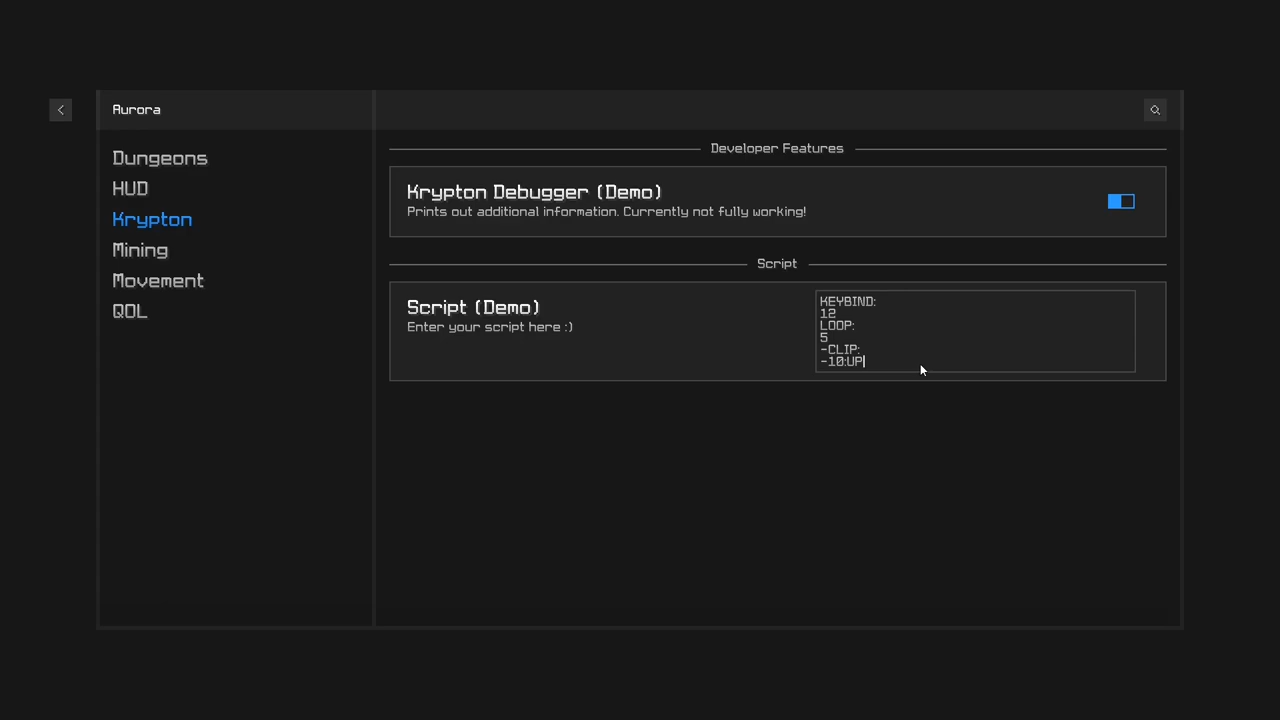 Aurora
Dungeons
HUD
Krypton
Mining
Movement
QOL
Developer Features
Krypton Debugger (Demo)
Prints out additional information. Currently not fully working!
Script
Script (Demo)
Enter your script here :)
KEYBIND:
12
LOOP:
5
-CLIP:
-10:UP